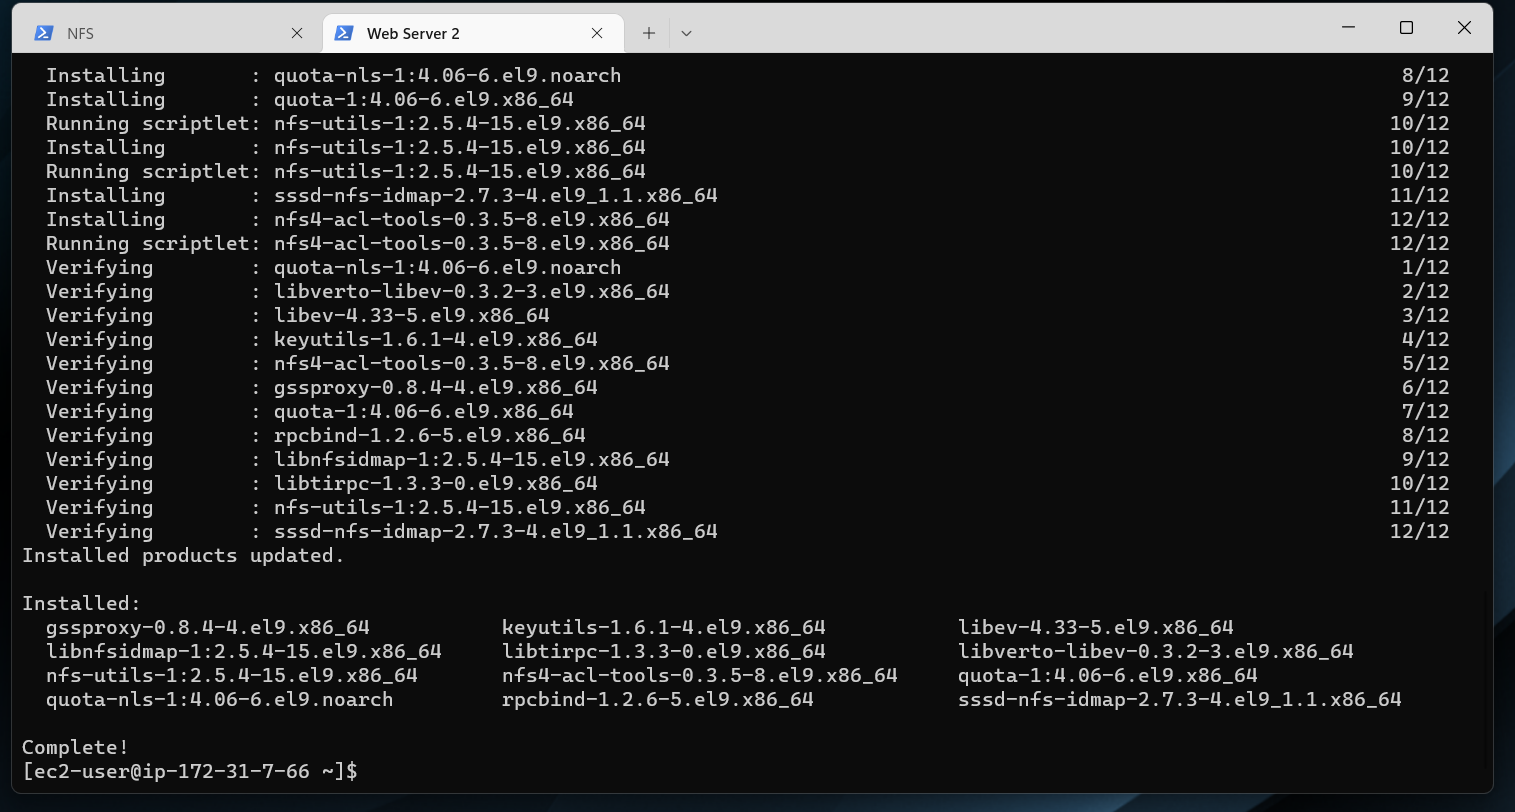 NFS
Web Server 2
Installing       : quota-nls-1:4.06-6.el9.noarch 8/12
Installing       : quota-1:4.06-6.el9.x86_64 9/12
Running scriptlet: nfs-utils-1:2.5.4-15.el9.x86_64 10/12
Installing       : nfs-utils-1:2.5.4-15.el9.x86_64 10/12
Running scriptlet: nfs-utils-1:2.5.4-15.el9.x86_64 10/12
Installing       : sssd-nfs-idmap-2.7.3-4.el9_1.1.x86_64 11/12
Installing       : nfs4-acl-tools-0.3.5-8.el9.x86_64 12/12
Running scriptlet: nfs4-acl-tools-0.3.5-8.el9.x86_64 12/12
Verifying        : quota-nls-1:4.06-6.el9.noarch 1/12
Verifying        : libverto-libev-0.3.2-3.el9.x86_64 2/12
Verifying        : libev-4.33-5.el9.x86_64 3/12
Verifying        : keyutils-1.6.1-4.el9.x86_64 4/12
Verifying        : nfs4-acl-tools-0.3.5-8.el9.x86_64 5/12
Verifying        : gssproxy-0.8.4-4.el9.x86_64 6/12
Verifying        : quota-1:4.06-6.el9.x86_64 7/12
Verifying        : rpcbind-1.2.6-5.el9.x86_64 8/12
Verifying        : libnfsidmap-1:2.5.4-15.el9.x86_64 9/12
Verifying        : libtirpc-1.3.3-0.el9.x86_64 10/12
Verifying        : nfs-utils-1:2.5.4-15.el9.x86_64 11/12
Verifying        : sssd-nfs-idmap-2.7.3-4.el9_1.1.x86_64 12/12
Installed products updated.
Installed:
gssproxy-0.8.4-4.el9.x86_64 keyutils-1.6.1-4.el9.x86_64 libev-4.33-5.el9.x86_64
libnfsidmap-1:2.5.4-15.el9.x86_64 libtirpc-1.3.3-0.el9.x86_64 libverto-libev-0.3.2-3.el9.x86_64
nfs-utils-1:2.5.4-15.el9.x86_64 nfs4-acl-tools-0.3.5-8.el9.x86_64 quota-1:4.06-6.el9.x86_64
quota-nls-1:4.06-6.el9.noarch rpcbind-1.2.6-5.el9.x86_64 sssd-nfs-idmap-2.7.3-4.el9_1.1.x86_64
Complete!
[ec2-user@ip-172-31-7-66 ~]$